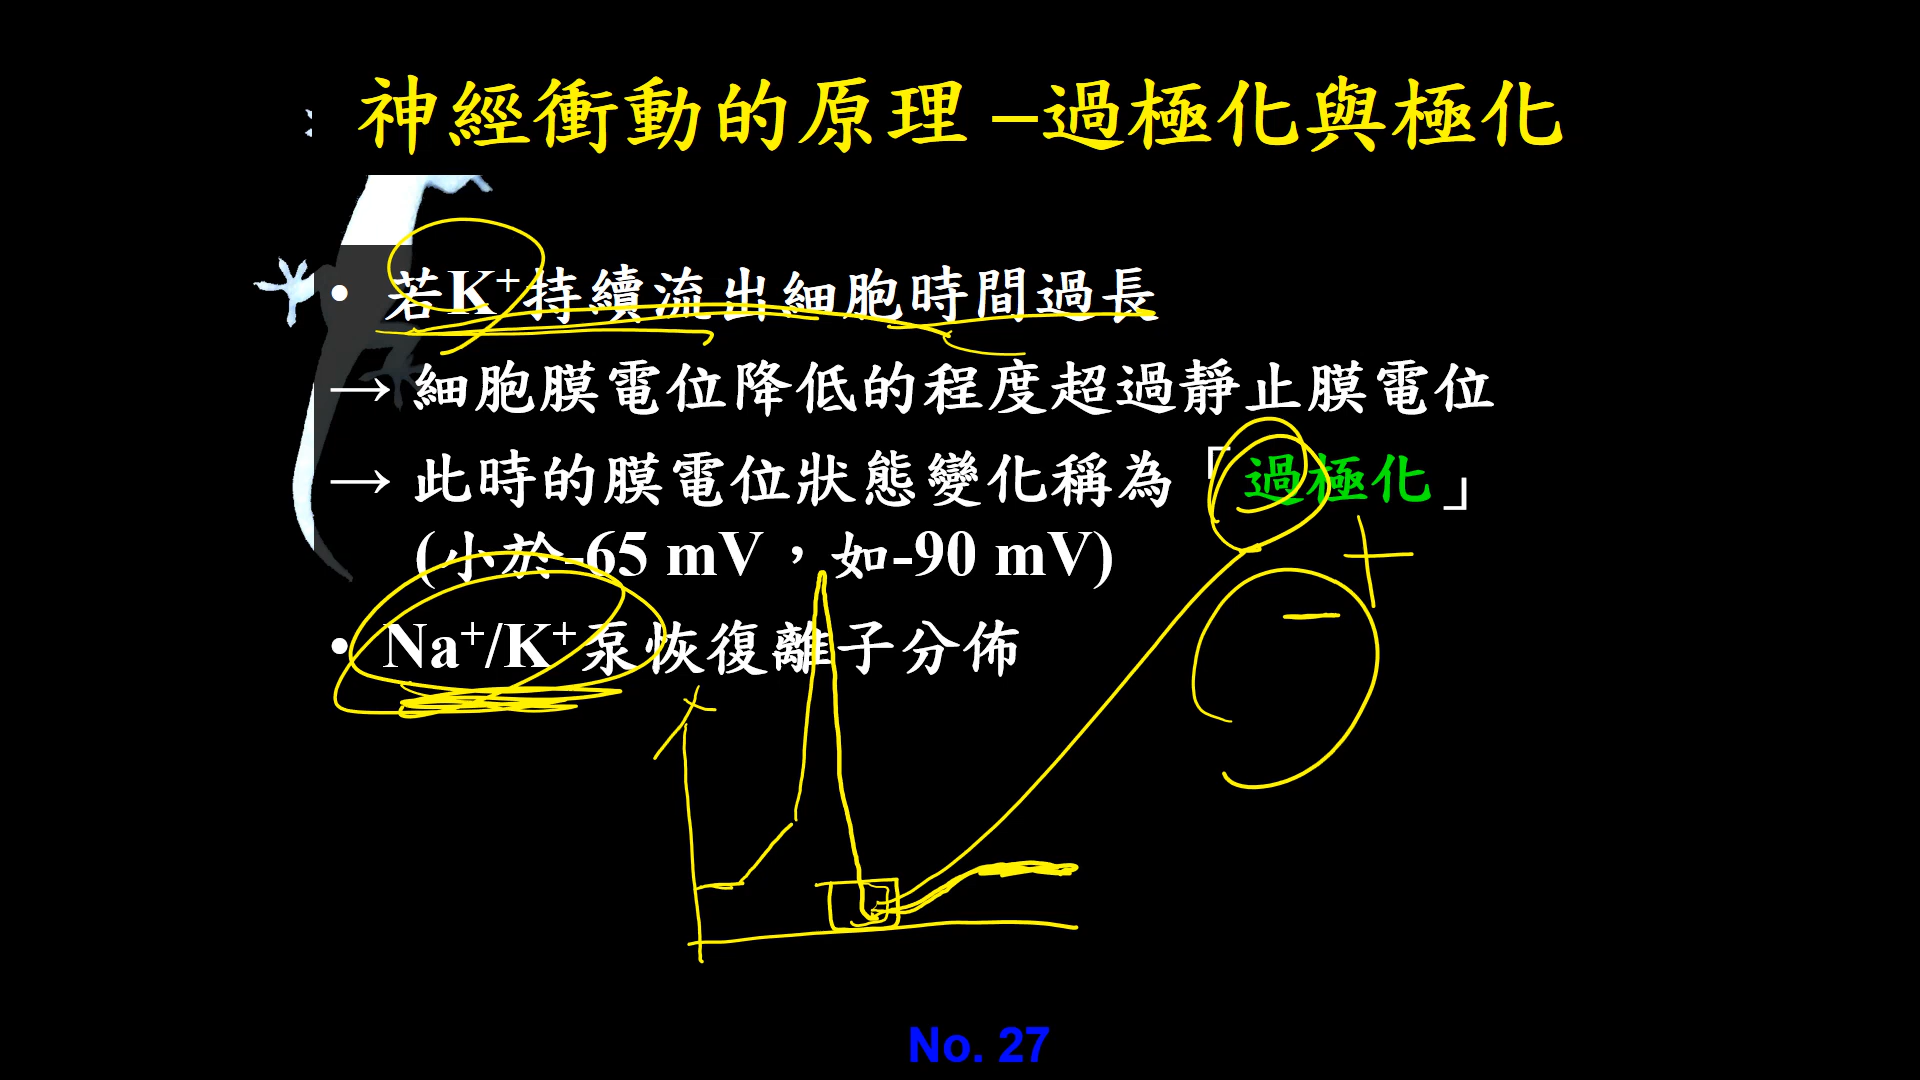 神經衝動的原理 –過極化與極化
• 若K⁺持續流出細胞時間過長
→ 細胞膜電位降低的程度超過靜止膜電位
→ 此時的膜電位狀態變化稱為「過極化」
(小於-65 mV，如-90 mV)
• Na⁺/K⁺泵恢復離子分佈
+
−
No. 27